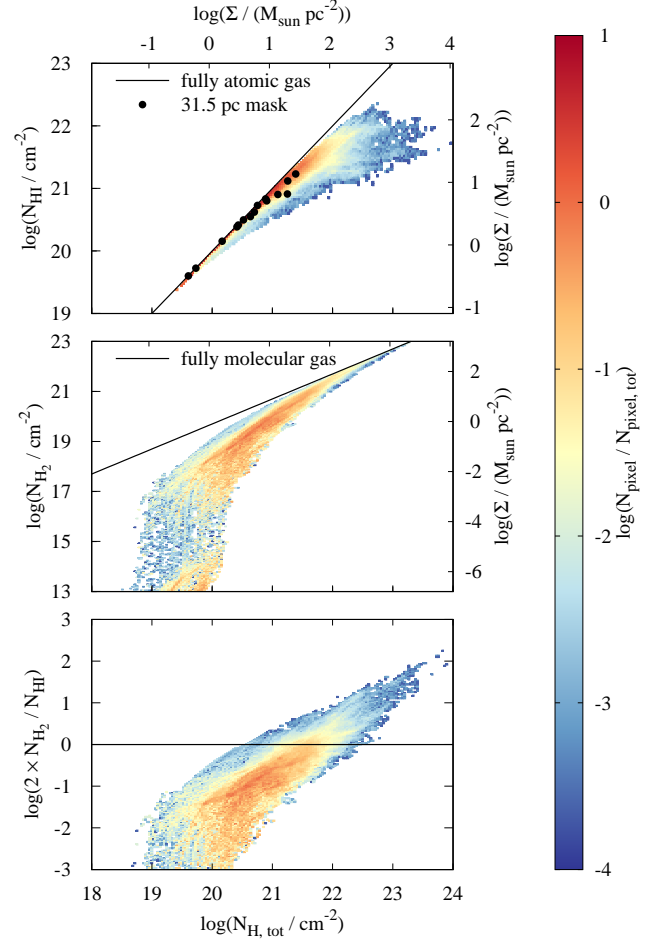 log(Σ / (M_sun pc^-2))
-1 0 1 2 3 4
23
22
21
20
19
log(N_HI / cm^-2)
fully atomic gas
31.5 pc mask
2
1
0
-1
log(Σ / (M_sun pc^-2))
23
21
19
17
15
13
log(N_H_2 / cm^-2)
fully molecular gas
2
0
-2
-4
-6
log(Σ / (M_sun pc^-2))
3
2
1
0
-1
-2
-3
log(2 × N_H_2 / N_HI)
18 19 20 21 22 23 24
log(N_H, tot / cm^-2)
1
0
-1
-2
-3
-4
log(N_pixel / N_pixel, tot)